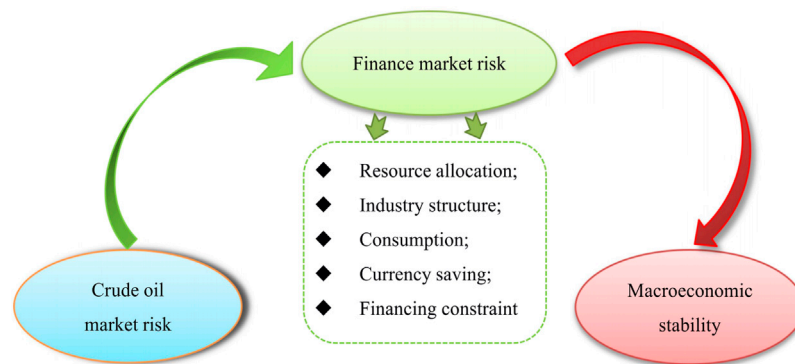 Finance market risk
Resource allocation;
Industry structure;
Consumption;
Currency saving;
Financing constraint
Crude oil
market risk
Macroeconomic
stability